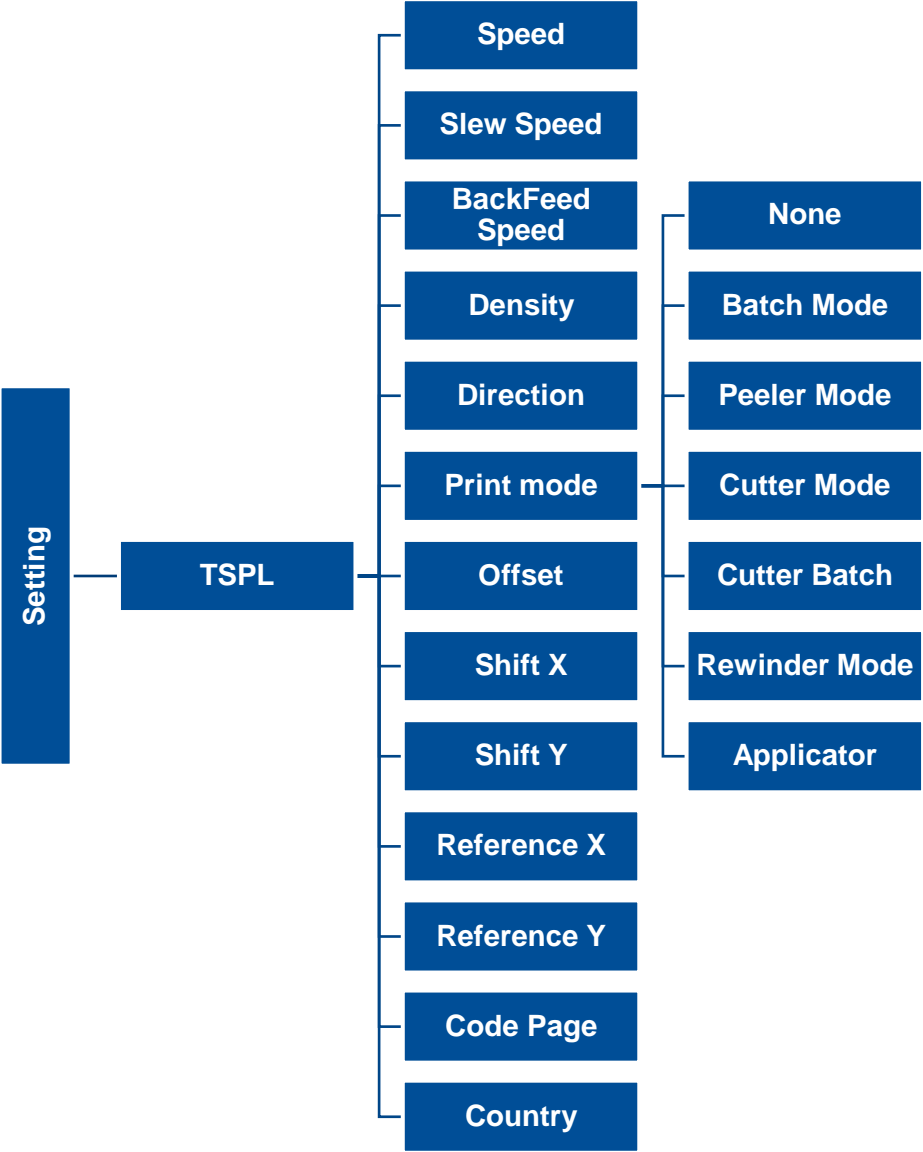 Setting
TSPL
Speed
Slew Speed
BackFeed
Speed
Density
Direction
Print mode
Offset
Shift X
Shift Y
Reference X
Reference Y
Code Page
Country
None
Batch Mode
Peeler Mode
Cutter Mode
Cutter Batch
Rewinder Mode
Applicator